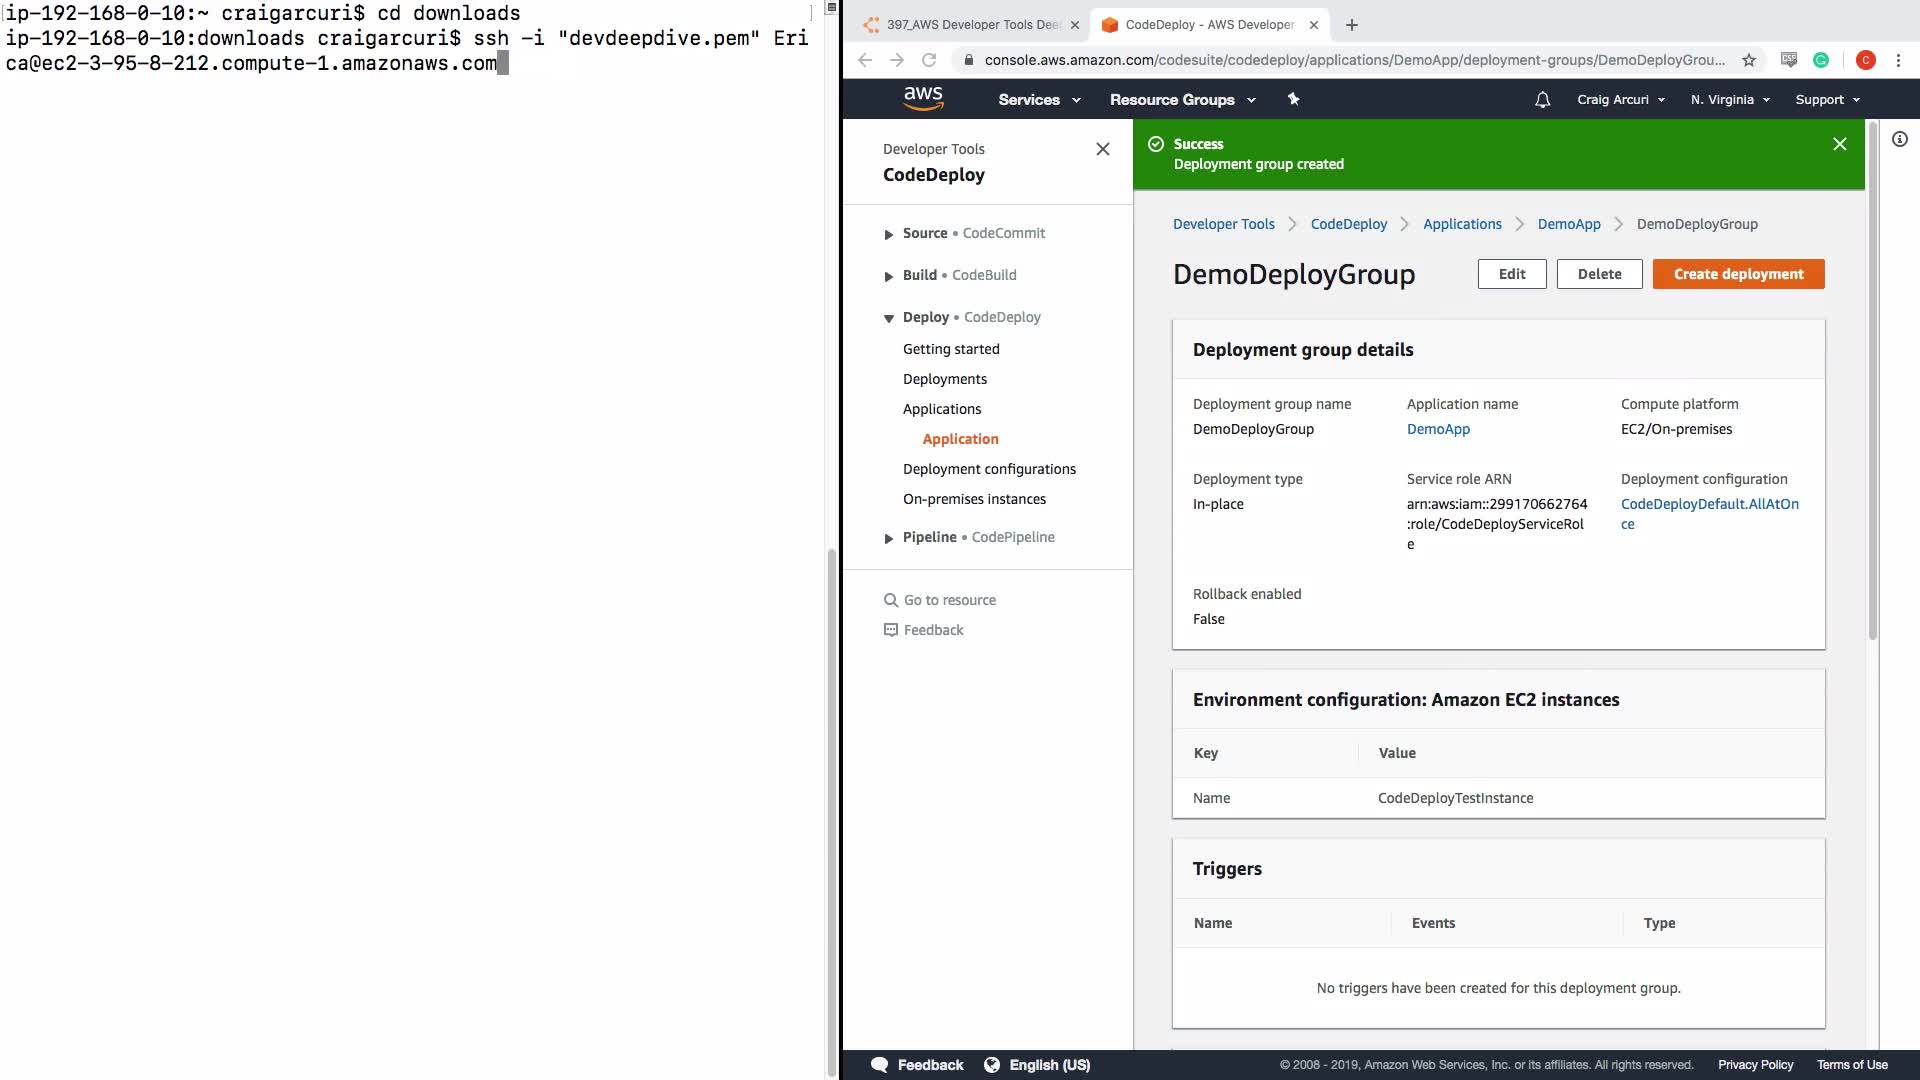 ip-192-168-0-10:~ craigarcuri$ cd downloads
ip-192-168-0-10:downloads craigarcuri$ ssh -i "devdeepdive.pem" Eri
ca@ec2-3-95-8-212.compute-1.amazonaws.com
397_AWS Developer Tools Dee
CodeDeploy - AWS Developer
console.aws.amazon.com/codesuite/codedeploy/applications/DemoApp/deployment-groups/DemoDeployGrou...
C
aws
Services
Resource Groups
Craig Arcuri
N. Virginia
Support
Developer Tools
CodeDeploy
Source • CodeCommit
Build • CodeBuild
Deploy • CodeDeploy
Getting started
Deployments
Applications
Application
Deployment configurations
On-premises instances
Pipeline • CodePipeline
Go to resource
Feedback
Success
Deployment group created
Developer Tools
CodeDeploy
Applications
DemoApp
DemoDeployGroup
DemoDeployGroup
Edit
Delete
Create deployment
Deployment group details
Deployment group name
DemoDeployGroup
Application name
DemoApp
Compute platform
EC2/On-premises
Deployment type
In-place
Service role ARN
arn:aws:iam::299170662764
:role/CodeDeployServiceRol
e
Deployment configuration
CodeDeployDefault.AllAtOn
ce
Rollback enabled
False
Environment configuration: Amazon EC2 instances
Key Value
Name CodeDeployTestInstance
Triggers
Name Events Type
No triggers have been created for this deployment group.
Feedback
English (US)
© 2008 - 2019, Amazon Web Services, Inc. or its affiliates. All rights reserved.
Privacy Policy
Terms of Use